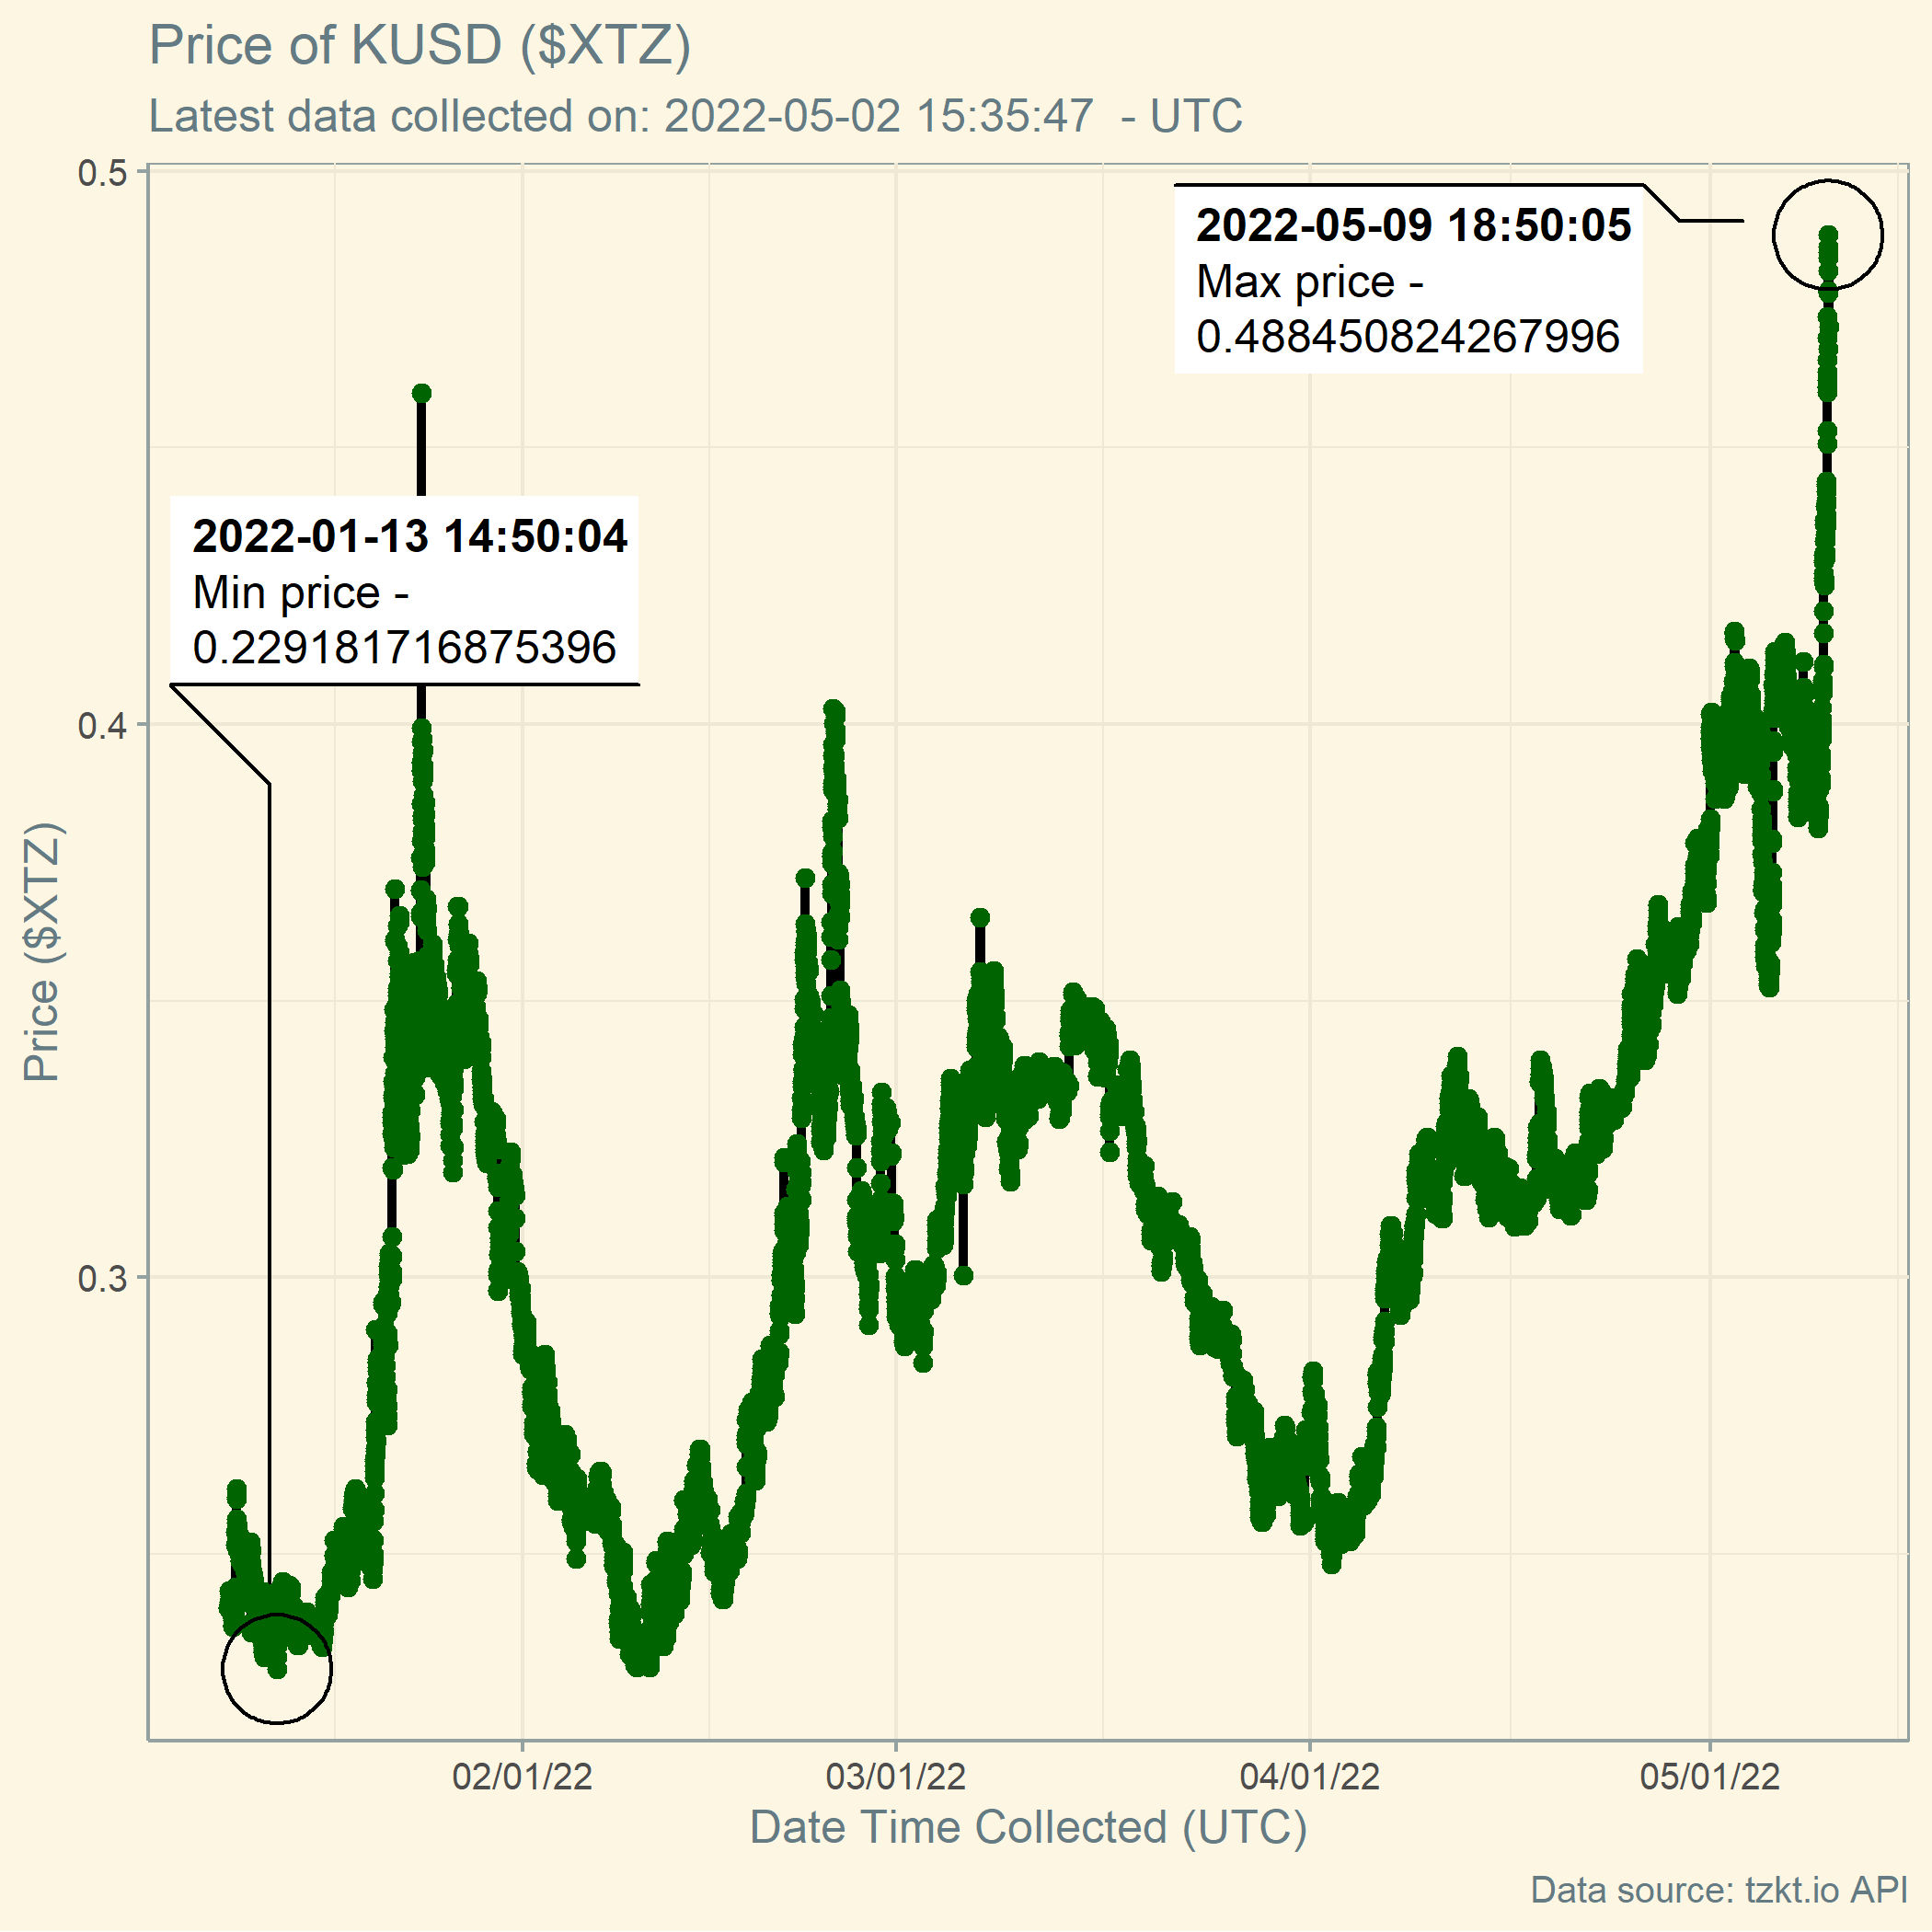 Price of KUSD ($XTZ)
Latest data collected on: 2022-05-02 15:35:47  - UTC
0.5
0.4
0.3
Price ($XTZ)
2022-05-09 18:50:05
Max price -
0.488450824267996
2022-01-13 14:50:04
Min price -
0.229181716875396
02/01/22
03/01/22
04/01/22
05/01/22
Date Time Collected (UTC)
Data source: tzkt.io API